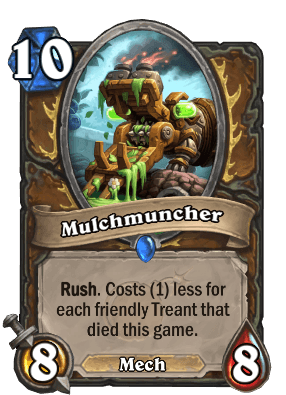 10
Mulchmuncher
Rush. Costs (1) less for
each friendly Treant that
died this game.
8 Mech 8